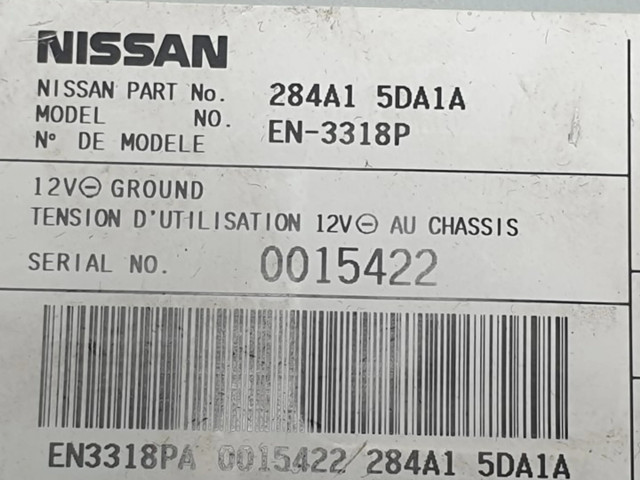 NISSAN
NISSAN PART No. 284A1 5DA1A
MODEL NO. EN-3318P
N° DE MODELE
12V⊖ GROUND
TENSION D'UTILISATION 12V⊖ AU CHASSIS
SERIAL NO. 0015422
EN3318PA 0015422 284A1 5DA1A